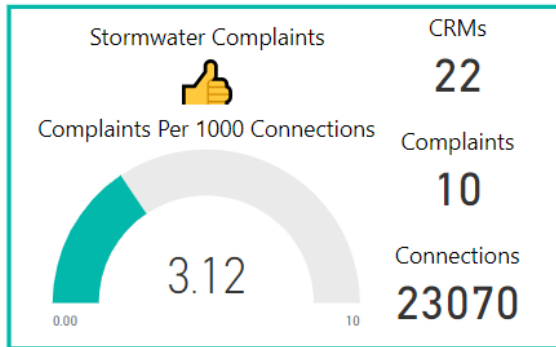 Stormwater Complaints
Complaints Per 1000 Connections
3.12
0.00
10
CRMs
22
Complaints
10
Connections
23070